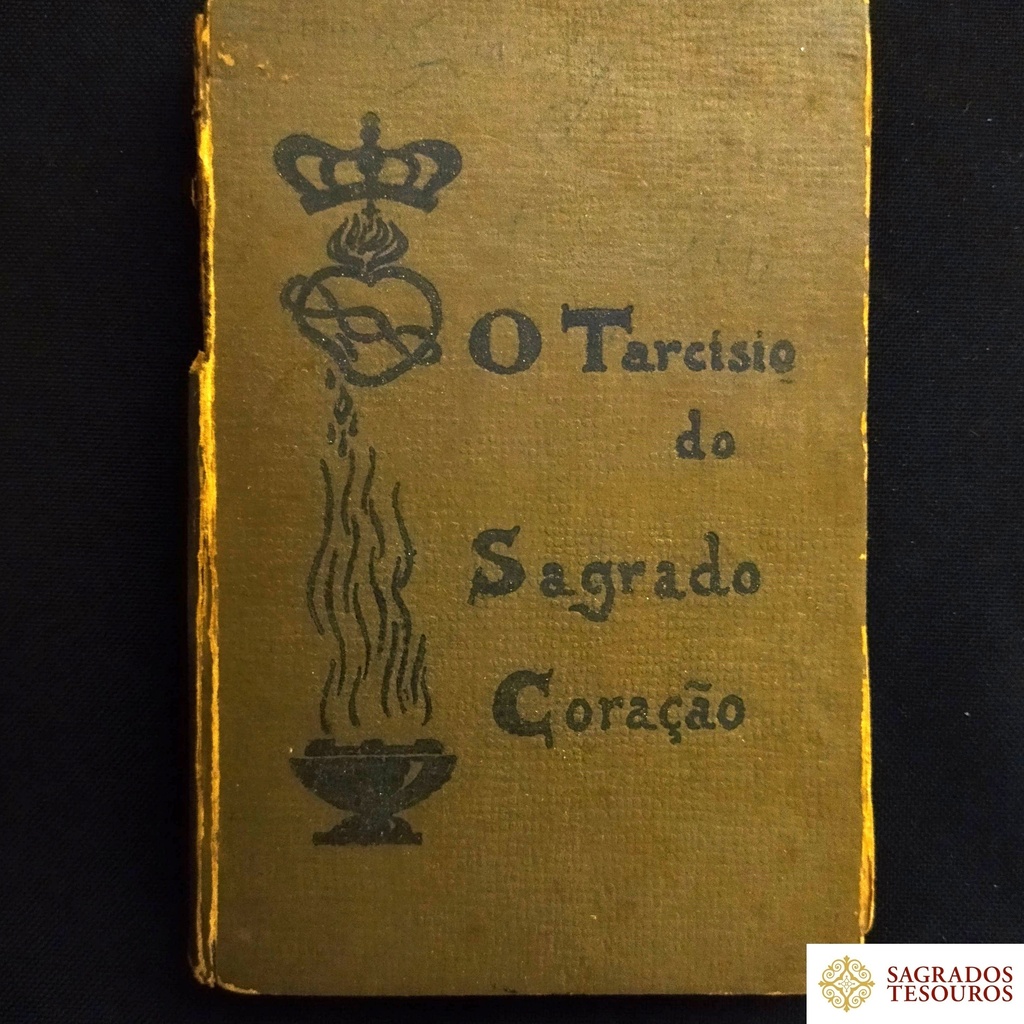 O Tarcísio
do
Sagrado
Coração
SAGRADOS
TESOUROS